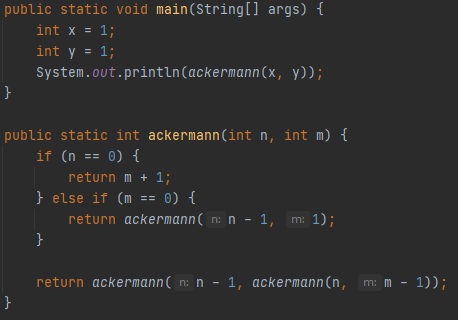 public static void main(String[] args) {
    int x = 1;
    int y = 1;
    System.out.println(ackermann(x, y));
}
public static int ackermann(int n, int m) {
    if (n == 0) {
        return m + 1;
    } else if (m == 0) {
        return ackermann( n: n - 1, m: 1);
    }
    return ackermann( n: n - 1, ackermann(n, m: m - 1));
}